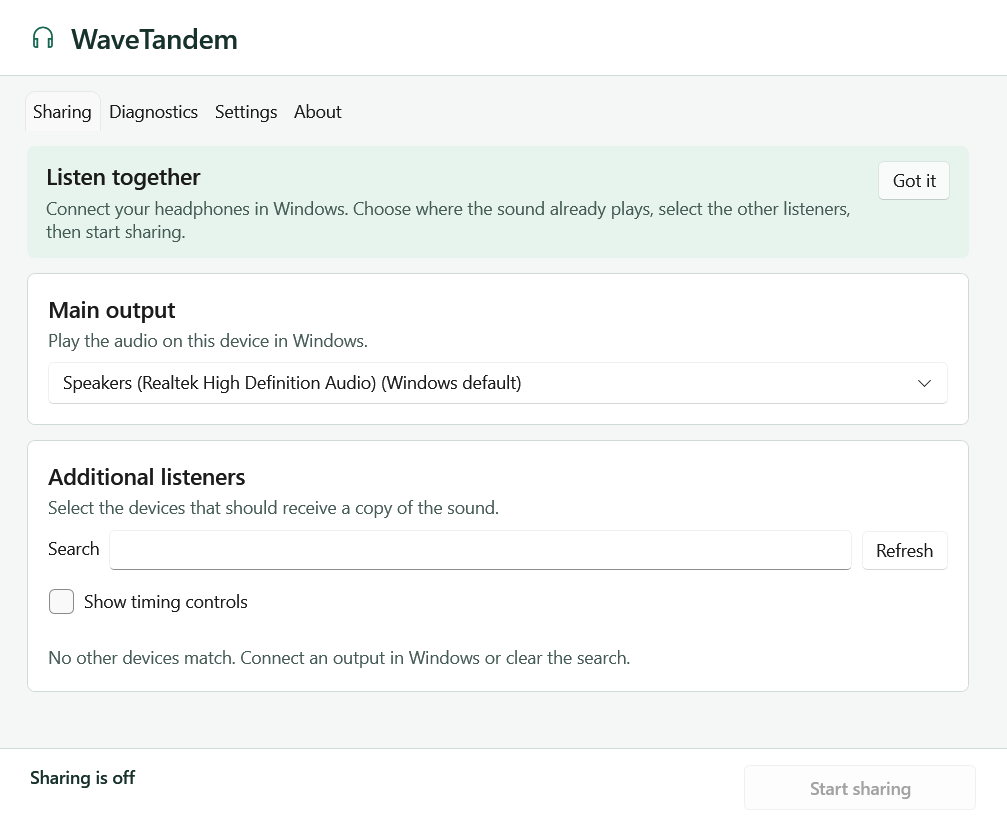 WaveTandem
Sharing Diagnostics Settings About
Listen together
Got it
Connect your headphones in Windows. Choose where the sound already plays, select the other listeners,
then start sharing.
Main output
Play the audio on this device in Windows.
Speakers (Realtek High Definition Audio) (Windows default)
Additional listeners
Select the devices that should receive a copy of the sound.
Search
Refresh
Show timing controls
No other devices match. Connect an output in Windows or clear the search.
Sharing is off
Start sharing